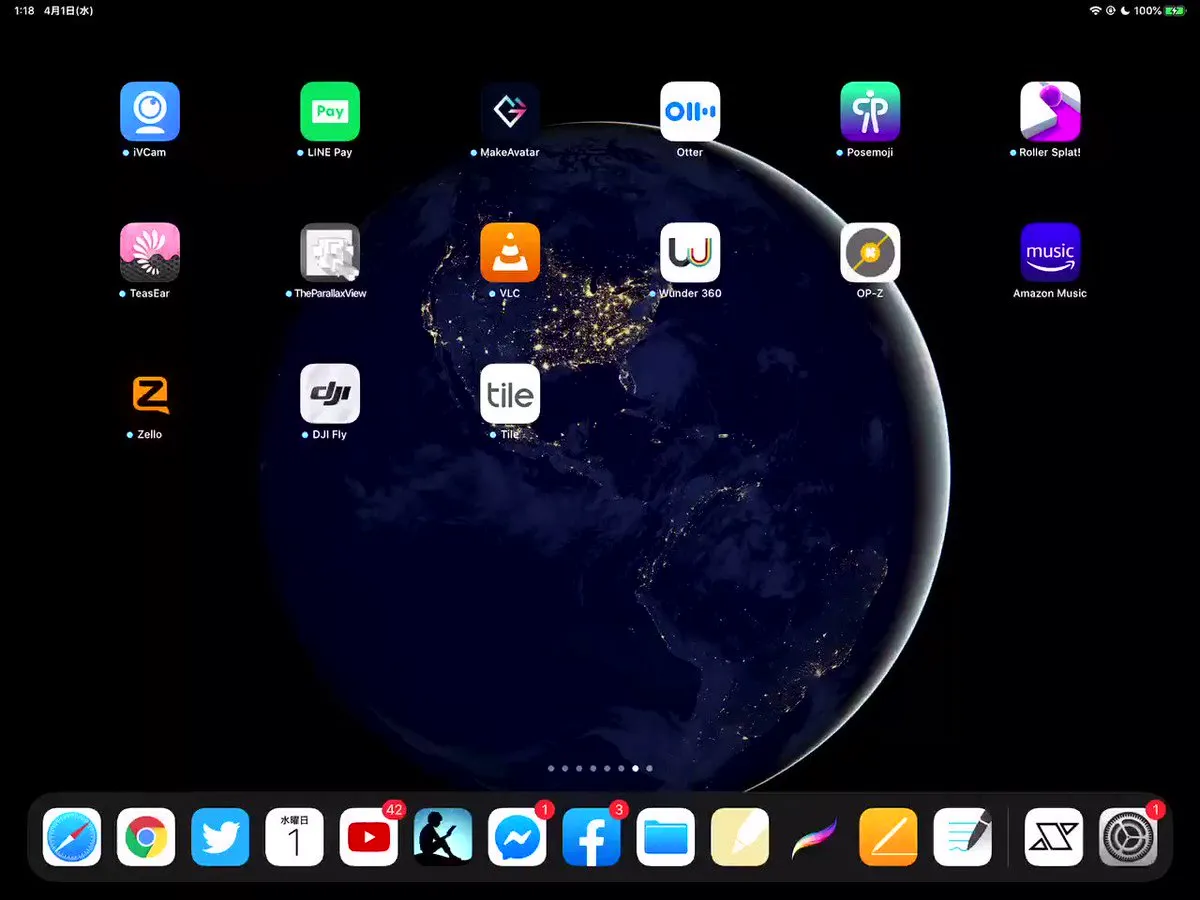 1:18 4月1日(水)
100%
Pay
iVCam
LINE Pay
MakeAvatar
Otter
Posemoji
Roller Splat!
music
TeasEar
TheParallaxView
VLC
Wunder 360
OP-Z
Amazon Music
Z
dji
tile
Zello
DJI Fly
Tile
水曜日
1
42
1
3
1